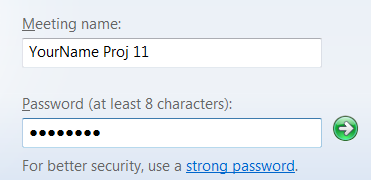 Meeting name:
YourName Proj 11
Password (at least 8 characters):
●●●●●●●●
For better security, use a strong password.